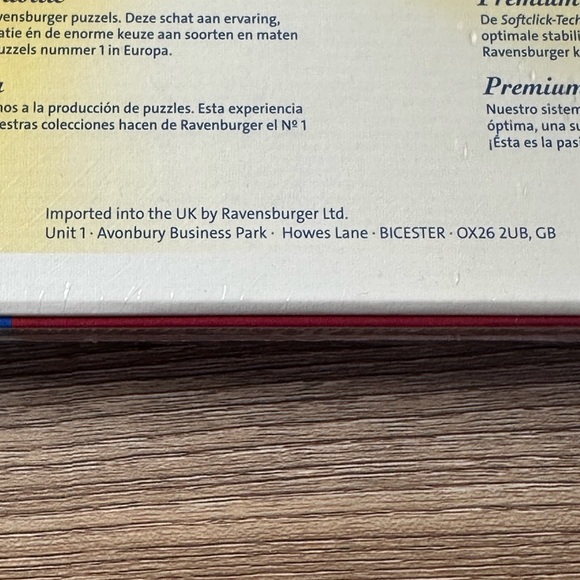 vensburger puzzels. Deze schat aan ervaring,
atie én de enorme keuze aan soorten en maten
uzzels nummer 1 in Europa.
nos a la producción de puzzles. Esta experiencia
estras colecciones hacen de Ravenburger el Nº 1
De Softclick-Tech
optimale stabili
Ravensburger k
Premium
Nuestro sistem
óptima, una su
¡Ésta es la pas
Imported into the UK by Ravensburger Ltd.
Unit 1 · Avonbury Business Park · Howes Lane · BICESTER · OX26 2UB, GB